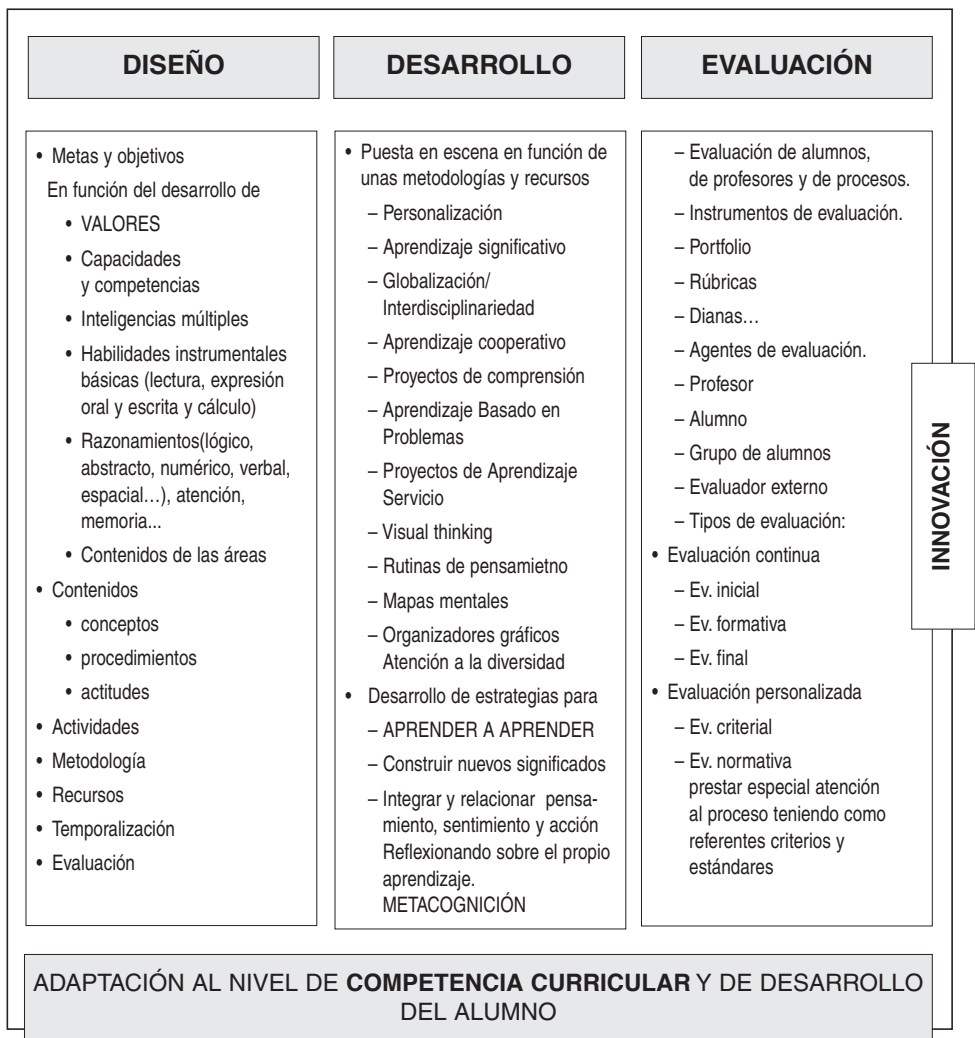 DISEÑO
• Metas y objetivos
En función del desarrollo de
• VALORES
• Capacidades
y competencias
• Inteligencias múltiples
• Habilidades instrumentales
básicas (lectura, expresión
oral y escrita y cálculo)
• Razonamientos(lógico,
abstracto, numérico, verbal,
espacial…), atención,
memoria...
• Contenidos de las áreas
• Contenidos
• conceptos
• procedimientos
• actitudes
• Actividades
• Metodología
• Recursos
• Temporalización
• Evaluación
DESARROLLO
• Puesta en escena en función de
unas metodologías y recursos
– Personalización
– Aprendizaje significativo
– Globalización/
Interdisciplinariedad
– Aprendizaje cooperativo
– Proyectos de comprensión
– Aprendizaje Basado en
Problemas
– Proyectos de Aprendizaje
Servicio
– Visual thinking
– Rutinas de pensamietno
– Mapas mentales
– Organizadores gráficos
Atención a la diversidad
• Desarrollo de estrategias para
– APRENDER A APRENDER
– Construir nuevos significados
– Integrar y relacionar pensa-
miento, sentimiento y acción
Reflexionando sobre el propio
aprendizaje.
METACOGNICIÓN
EVALUACIÓN
– Evaluación de alumnos,
de profesores y de procesos.
– Instrumentos de evaluación.
– Portfolio
– Rúbricas
– Dianas…
– Agentes de evaluación.
– Profesor
– Alumno
– Grupo de alumnos
– Evaluador externo
– Tipos de evaluación:
• Evaluación continua
– Ev. inicial
– Ev. formativa
– Ev. final
• Evaluación personalizada
– Ev. criterial
– Ev. normativa
prestar especial atención
al proceso teniendo como
referentes criterios y
estándares
INNOVACIÓN
ADAPTACIÓN AL NIVEL DE COMPETENCIA CURRICULAR Y DE DESARROLLO
DEL ALUMNO